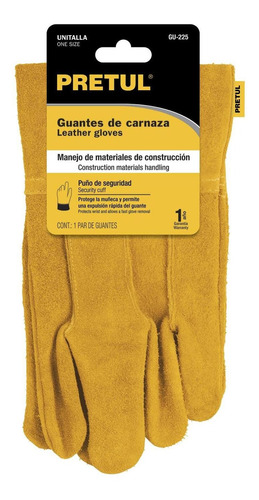 UNITALLA
ONE SIZE
GU-225
PRETUL®
PRETUL
Guantes de carnaza
Leather gloves
Manejo de materiales de construcción
Construction materials handling
Puño de seguridad
Security cuff
Protege la muñeca y permite
una expulsión rápida del guante
Protects wrist and allows a fast glove removal
1 año
Garantía
Warranty
CONT.: 1 PAR DE GUANTES